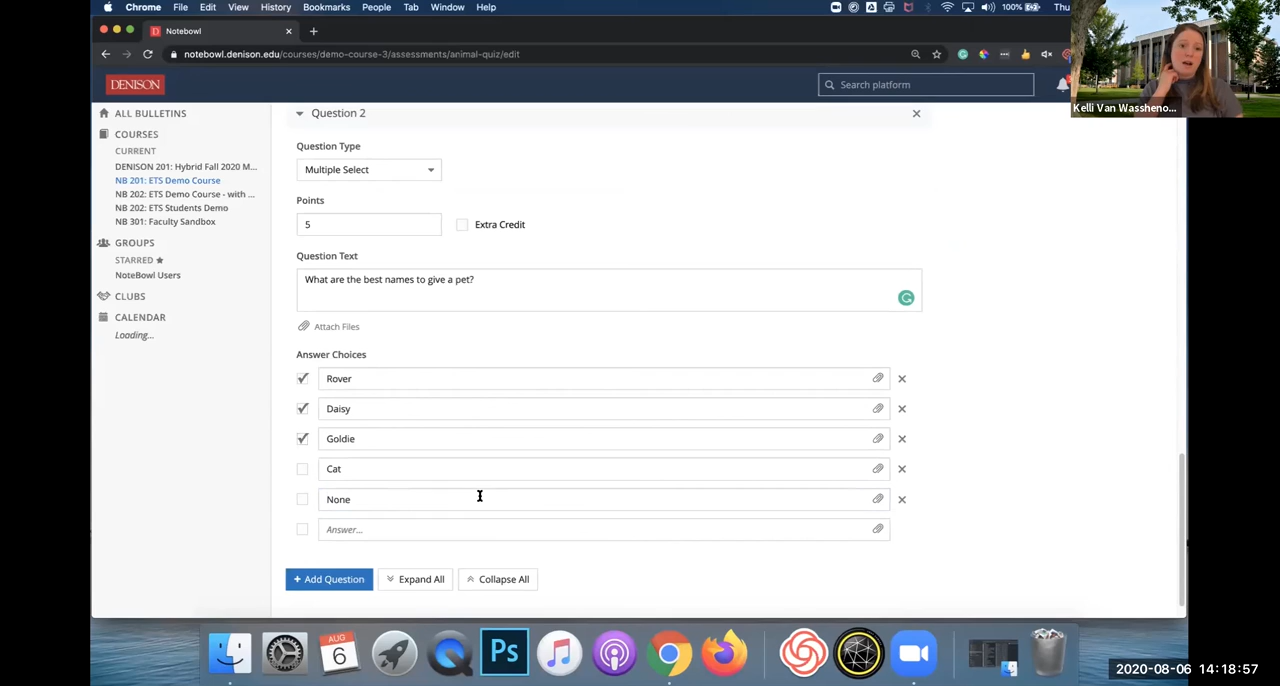 Chrome File Edit View History Bookmarks People Tab Window Help 100% Thu
Notebowl
notebowl.denison.edu/courses/demo-course-3/assessments/animal-quiz/edit
DENISON
Search platform
Kelli Van Wassheno...
ALL BULLETINS
COURSES
CURRENT
DENISON 201: Hybrid Fall 2020 M...
NB 201: ETS Demo Course
NB 202: ETS Demo Course - with ...
NB 202: ETS Students Demo
NB 301: Faculty Sandbox
GROUPS
STARRED
NoteBowl Users
CLUBS
CALENDAR
Loading...
Question 2
Question Type
Multiple Select
Points
5
Extra Credit
Question Text
What are the best names to give a pet?
Attach Files
Answer Choices
Rover
Daisy
Goldie
Cat
None
Answer...
+ Add Question
Expand All
Collapse All
AUG
6
Ps
2020-08-06 14:18:57